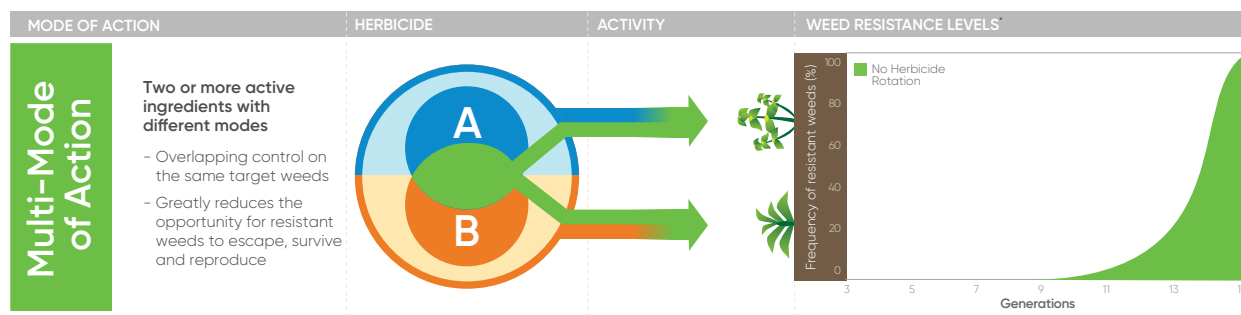 MODE OF ACTION
HERBICIDE
ACTIVITY
WEED RESISTANCE LEVELS*
Multi-Mode
of Action
Two or more active
ingredients with
different modes
- Overlapping control on
the same target weeds
- Greatly reduces the
opportunity for resistant
weeds to escape, survive
and reproduce
A
B
Frequency of resistant weeds (%)
100
80
60
40
20
0
No Herbicide
Rotation
3
5
7
9
11
13
Generations